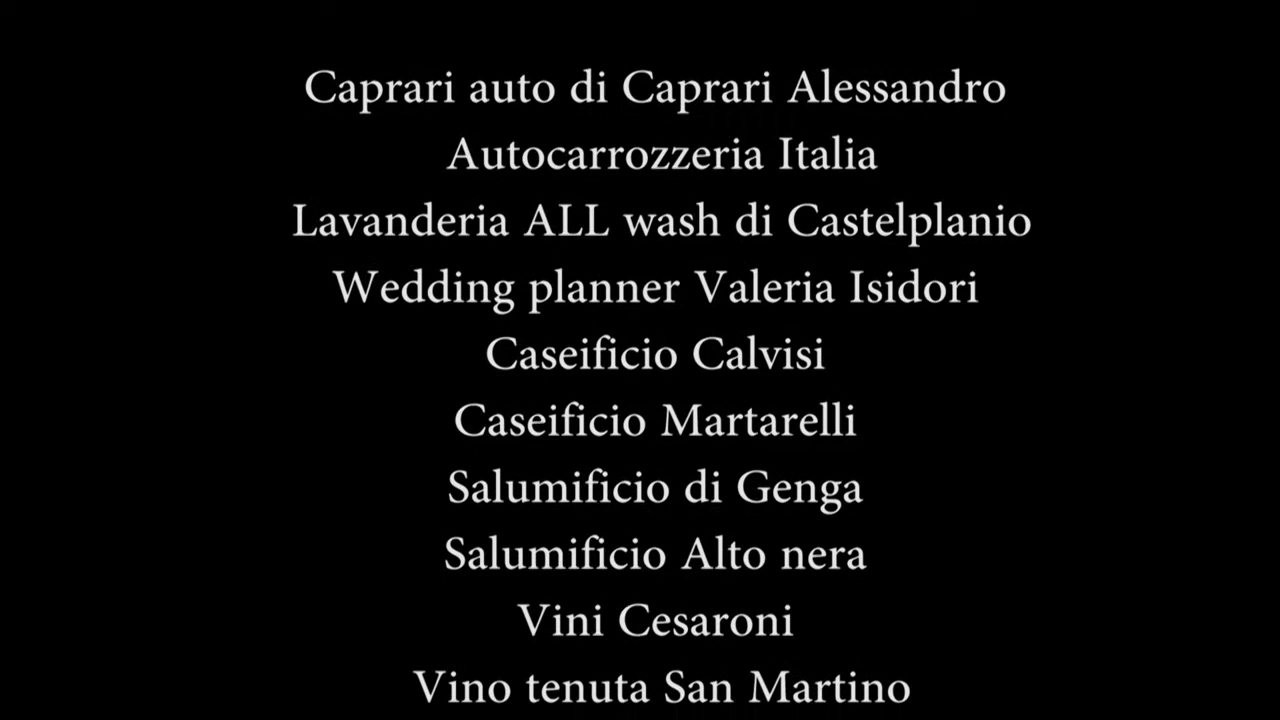 Caprari auto di Caprari Alessandro
Autocarrozzeria Italia
Lavanderia ALL wash di Castelplanio
Wedding planner Valeria Isidori
Caseificio Calvisi
Caseificio Martarelli
Salumificio di Genga
Salumificio Alto nera
Vini Cesaroni
Vino tenuta San Martino